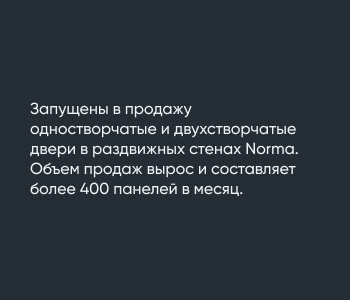 Запущены в продажу
одностворчатые и двухстворчатые
двери в раздвижных стенах Norma.
Объем продаж вырос и составляет
более 400 панелей в месяц.